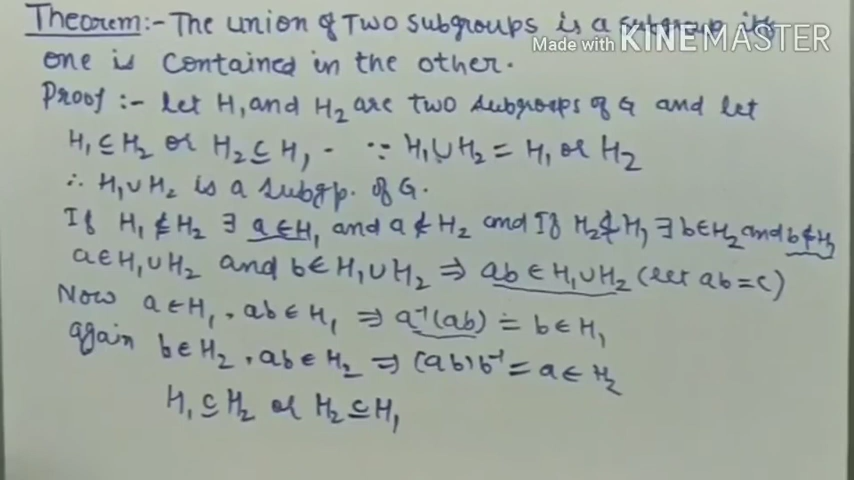 Theorem:- The union of Two subgroups is a subgroup iff
Made with KINEMASTER
one is contained in the other.
Proof :- let H₁ and H₂ are two subgroups of G and let
H₁⊆H₂ or H₂⊆H₁ - ∵ H₁∪H₂ = H₁ or H₂
∴ H₁∪H₂ is a subgp. of G.
If H₁⊄H₂ ∃ a∈H₁ and a∉H₂ and If H₂⊄H₁ ∃ b∈H₂ and b∉H₁
a∈H₁∪H₂ and b∈H₁∪H₂ ⇒ ab∈H₁∪H₂ (let ab=c)
Now a∈H₁, ab∈H₁ ⇒ a⁻¹(ab) = b∈H₁
again b∈H₂, ab∈H₂ ⇒ (ab)b⁻¹ = a∈H₂
H₁⊆H₂ or H₂⊆H₁